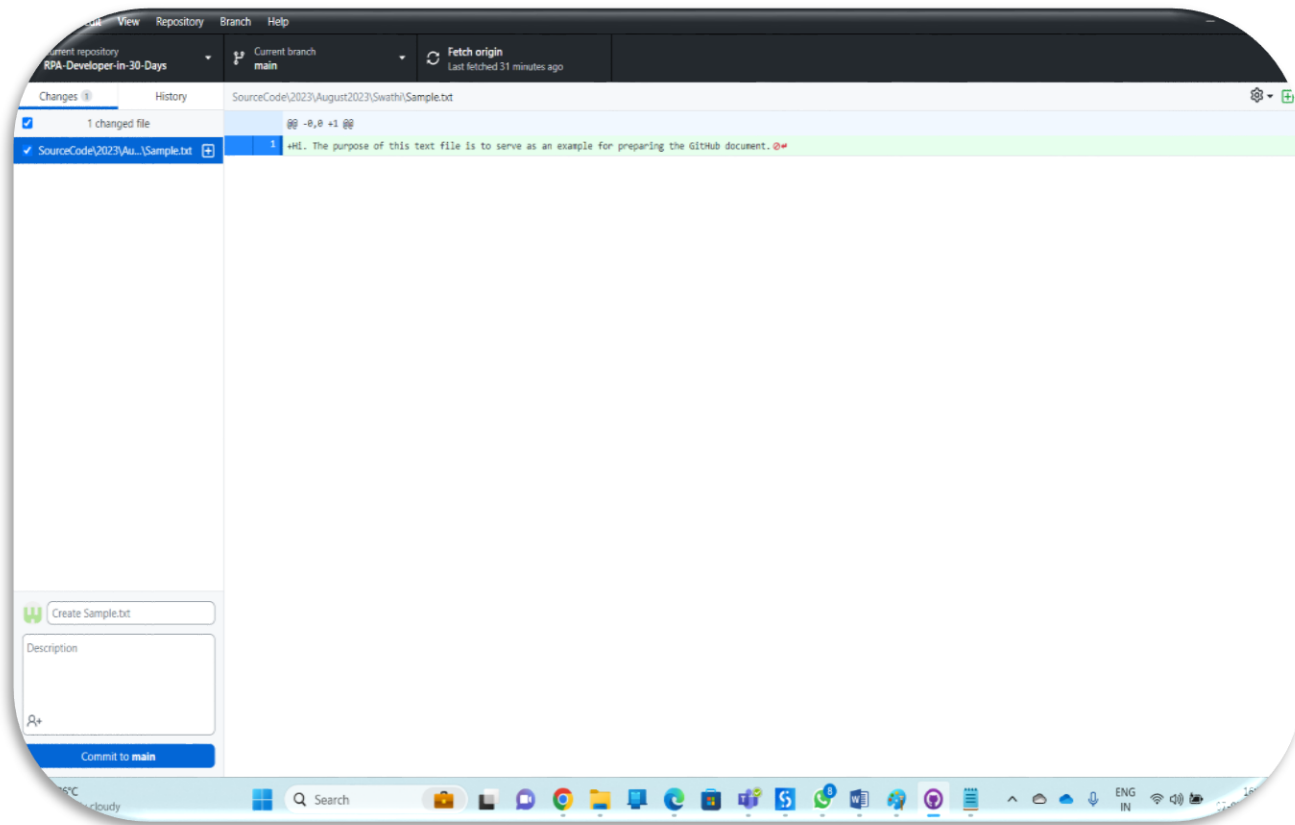 View Repository Branch Help
Current repository
RPA-Developer-in-30-Days
Current branch
main
Fetch origin
Last fetched 31 minutes ago
Changes 1 History
SourceCode\2023\August2023\Swathi\Sample.txt
1 changed file
@@ -0,0 +1 @@
SourceCode\2023\Au...\Sample.txt
1 +Hi. The purpose of this text file is to serve as an example for preparing the GitHub document.
Create Sample.txt
Description
Commit to main
cloudy
Search
8
ENG
IN